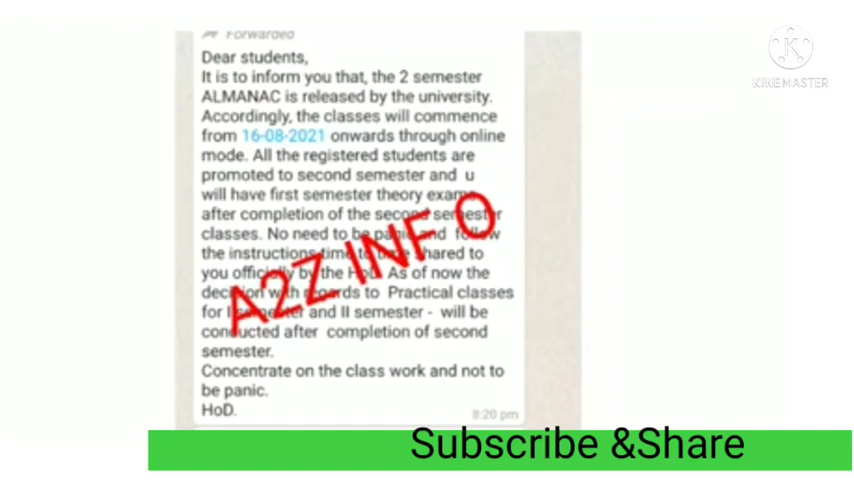 Forwarded
Dear students,
It is to inform you that, the 2 semester
ALMANAC is released by the university.
Accordingly, the classes will commence
from 16-08-2021 onwards through online
mode. All the registered students are
promoted to second semester and u
will have first semester theory exams
after completion of the second semester
classes. No need to be panic and follow
the instructions time to time shared to
you officially by the HoD. As of now the
decision with regards to Practical classes
for I semester and II semester - will be
conducted after completion of second
semester.
Concentrate on the class work and not to
be panic.
HoD.
8:20 pm
A2Z INFO
K
KINEMASTER
Subscribe &Share